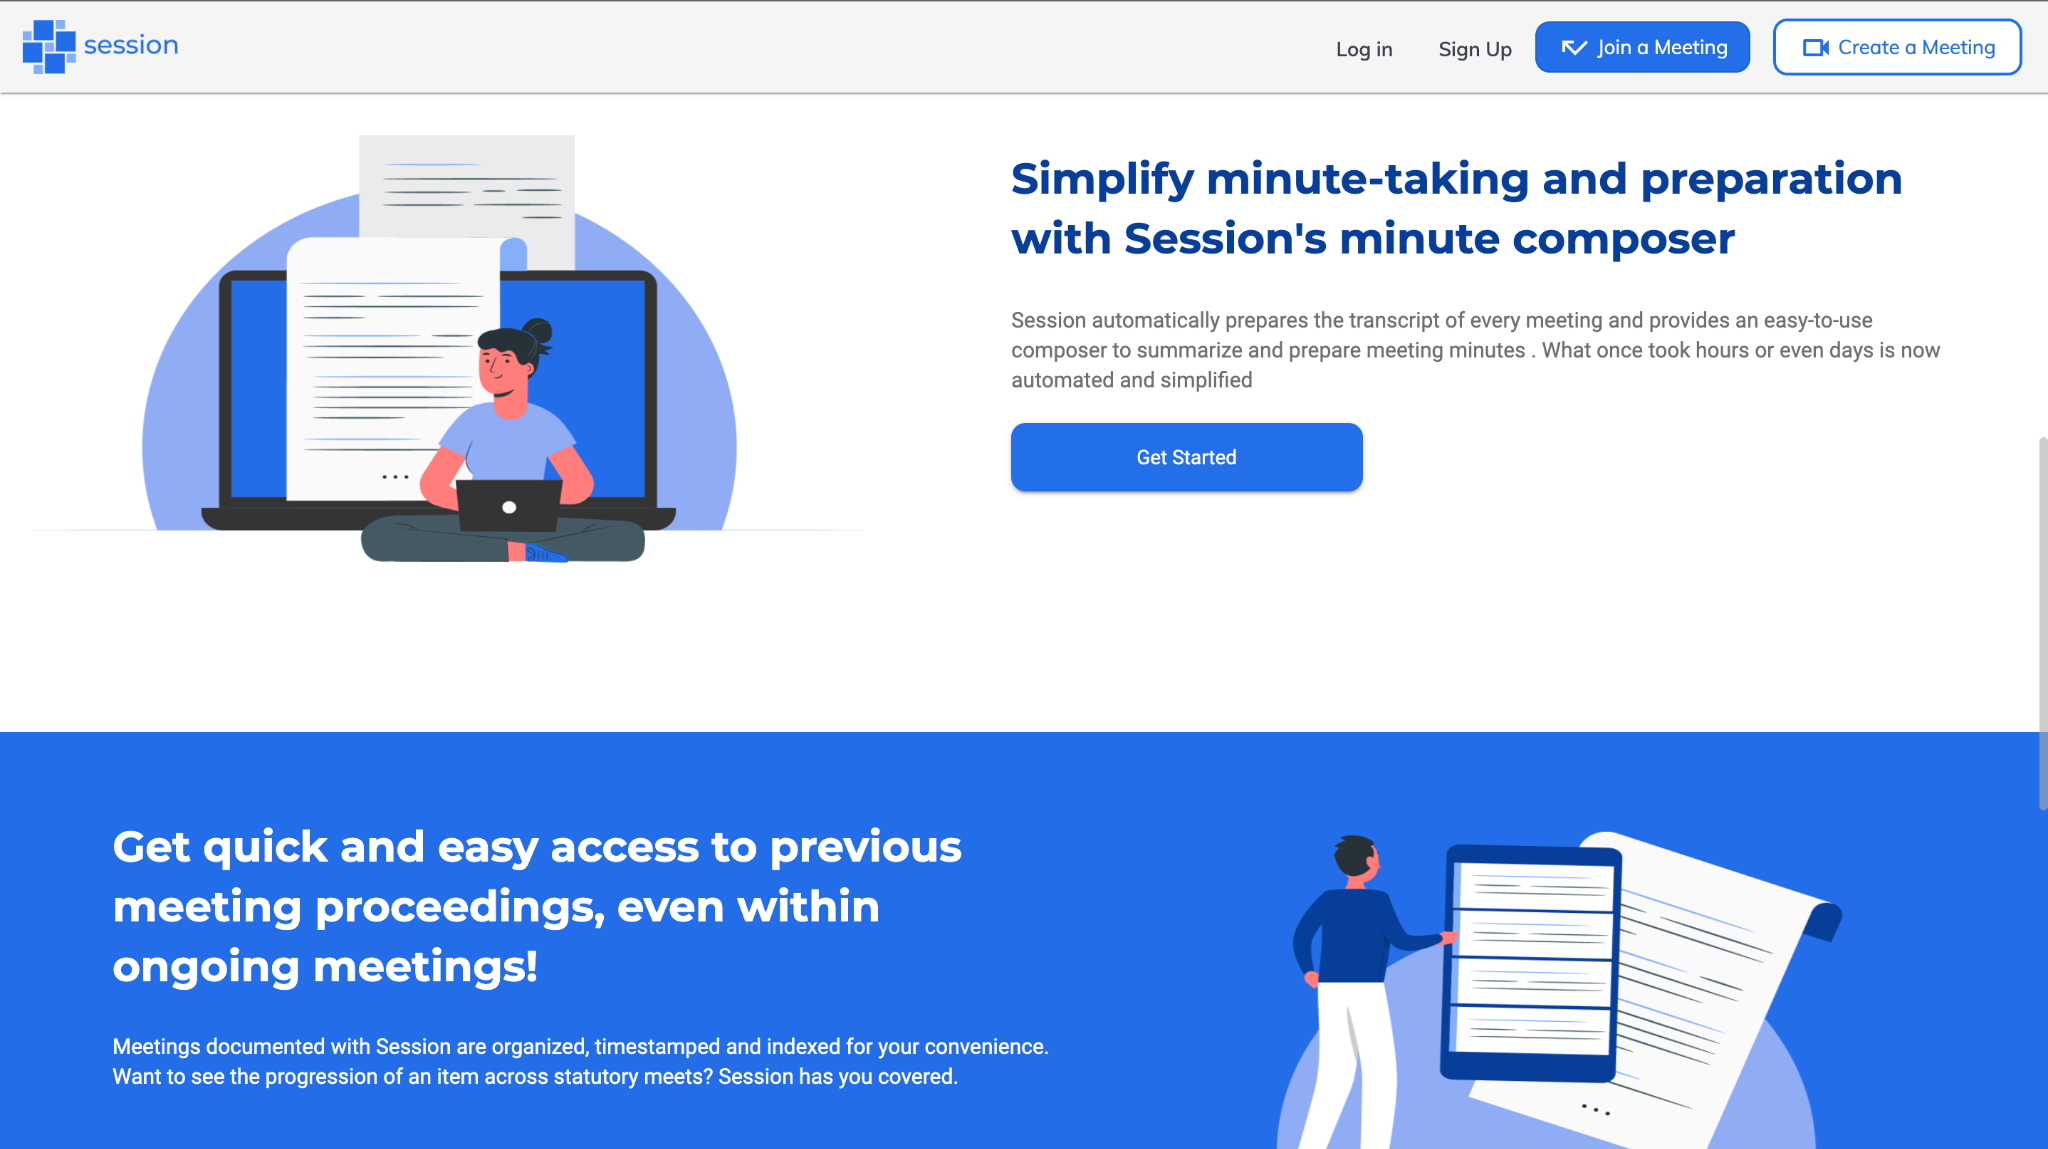 session
Log in
Sign Up
Join a Meeting
Create a Meeting
Simplify minute-taking and preparation
with Session's minute composer
Session automatically prepares the transcript of every meeting and provides an easy-to-use
composer to summarize and prepare meeting minutes . What once took hours or even days is now
automated and simplified
Get Started
Get quick and easy access to previous
meeting proceedings, even within
ongoing meetings!
Meetings documented with Session are organized, timestamped and indexed for your convenience.
Want to see the progression of an item across statutory meets? Session has you covered.